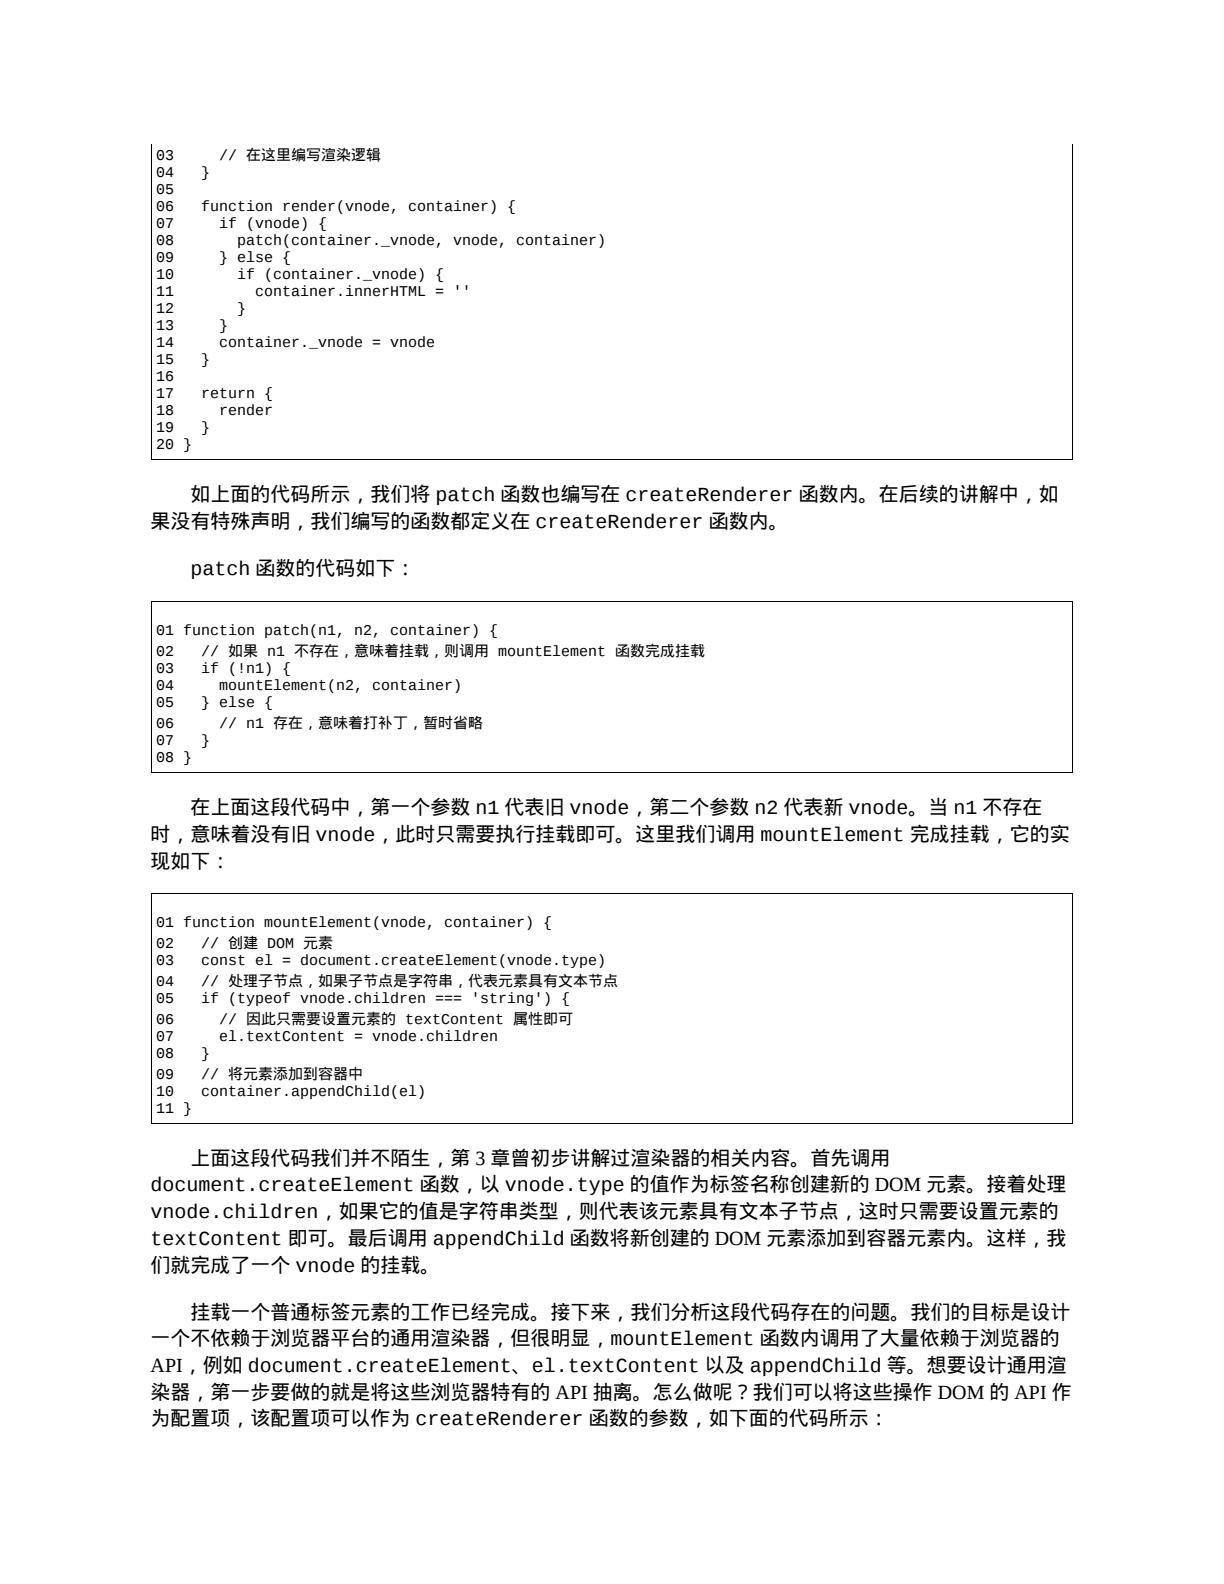 03     // 在这里编写渲染逻辑
04   }
05
06   function render(vnode, container) {
07     if (vnode) {
08       patch(container._vnode, vnode, container)
09     } else {
10       if (container._vnode) {
11         container.innerHTML = ''
12       }
13     }
14     container._vnode = vnode
15   }
16
17   return {
18     render
19   }
20 }
如上面的代码所示，我们将 patch 函数也编写在 createRenderer 函数内。在后续的讲解中，如
果没有特殊声明，我们编写的函数都定义在 createRenderer 函数内。
patch 函数的代码如下：
01 function patch(n1, n2, container) {
02   // 如果 n1 不存在，意味着挂载，则调用 mountElement 函数完成挂载
03   if (!n1) {
04     mountElement(n2, container)
05   } else {
06     // n1 存在，意味着打补丁，暂时省略
07   }
08 }
在上面这段代码中，第一个参数 n1 代表旧 vnode，第二个参数 n2 代表新 vnode。当 n1 不存在
时，意味着没有旧 vnode，此时只需要执行挂载即可。这里我们调用 mountElement 完成挂载，它的实
现如下：
01 function mountElement(vnode, container) {
02   // 创建 DOM 元素
03   const el = document.createElement(vnode.type)
04   // 处理子节点，如果子节点是字符串，代表元素具有文本节点
05   if (typeof vnode.children === 'string') {
06     // 因此只需要设置元素的 textContent 属性即可
07     el.textContent = vnode.children
08   }
09   // 将元素添加到容器中
10   container.appendChild(el)
11 }
上面这段代码我们并不陌生，第 3 章曾初步讲解过渲染器的相关内容。首先调用
document.createElement 函数，以 vnode.type 的值作为标签名称创建新的 DOM 元素。接着处理
vnode.children，如果它的值是字符串类型，则代表该元素具有文本子节点，这时只需要设置元素的
textContent 即可。最后调用 appendChild 函数将新创建的 DOM 元素添加到容器元素内。这样，我
们就完成了一个 vnode 的挂载。
挂载一个普通标签元素的工作已经完成。接下来，我们分析这段代码存在的问题。我们的目标是设计
一个不依赖于浏览器平台的通用渲染器，但很明显，mountElement 函数内调用了大量依赖于浏览器的
API，例如 document.createElement、el.textContent 以及 appendChild 等。想要设计通用渲
染器，第一步要做的就是将这些浏览器特有的 API 抽离。怎么做呢？我们可以将这些操作 DOM 的 API 作
为配置项，该配置项可以作为 createRenderer 函数的参数，如下面的代码所示：